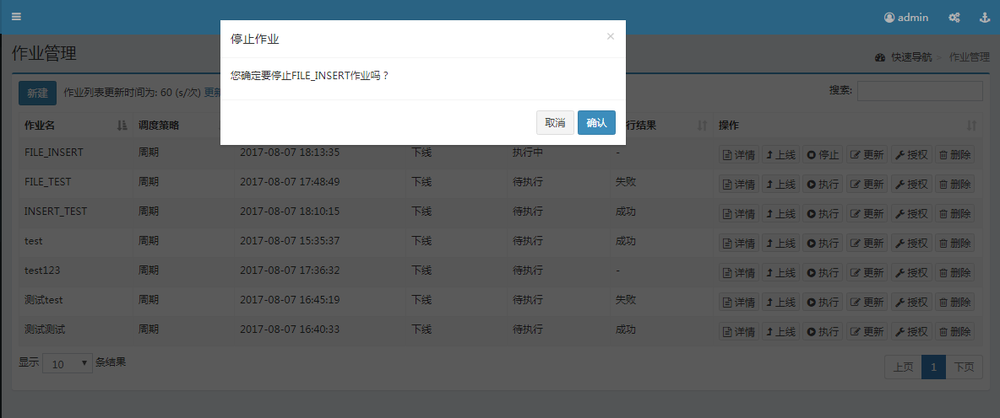 admin
停止作业 ×
作业管理
快速导航 > 作业管理
您确定要停止FILE_INSERT作业吗？
新建 作业列表更新时间为: 60 (s/次) 更新
搜索:
取消 确认
作业名 调度策略 行结果 操作
FILE_INSERT 周期 2017-08-07 18:13:35 下线 执行中 - 详情 上线 停止 更新 授权 删除
FILE_TEST 周期 2017-08-07 17:48:49 下线 待执行 失败 详情 上线 执行 更新 授权 删除
INSERT_TEST 周期 2017-08-07 18:10:15 下线 待执行 成功 详情 上线 执行 更新 授权 删除
test 周期 2017-08-07 15:35:37 下线 待执行 成功 详情 上线 执行 更新 授权 删除
test123 周期 2017-08-07 17:36:32 下线 待执行 - 详情 上线 执行 更新 授权 删除
测试test 周期 2017-08-07 16:45:19 下线 待执行 失败 详情 上线 执行 更新 授权 删除
测试测试 周期 2017-08-07 16:40:33 下线 待执行 成功 详情 上线 执行 更新 授权 删除
显示 10 条结果
上页 1 下页